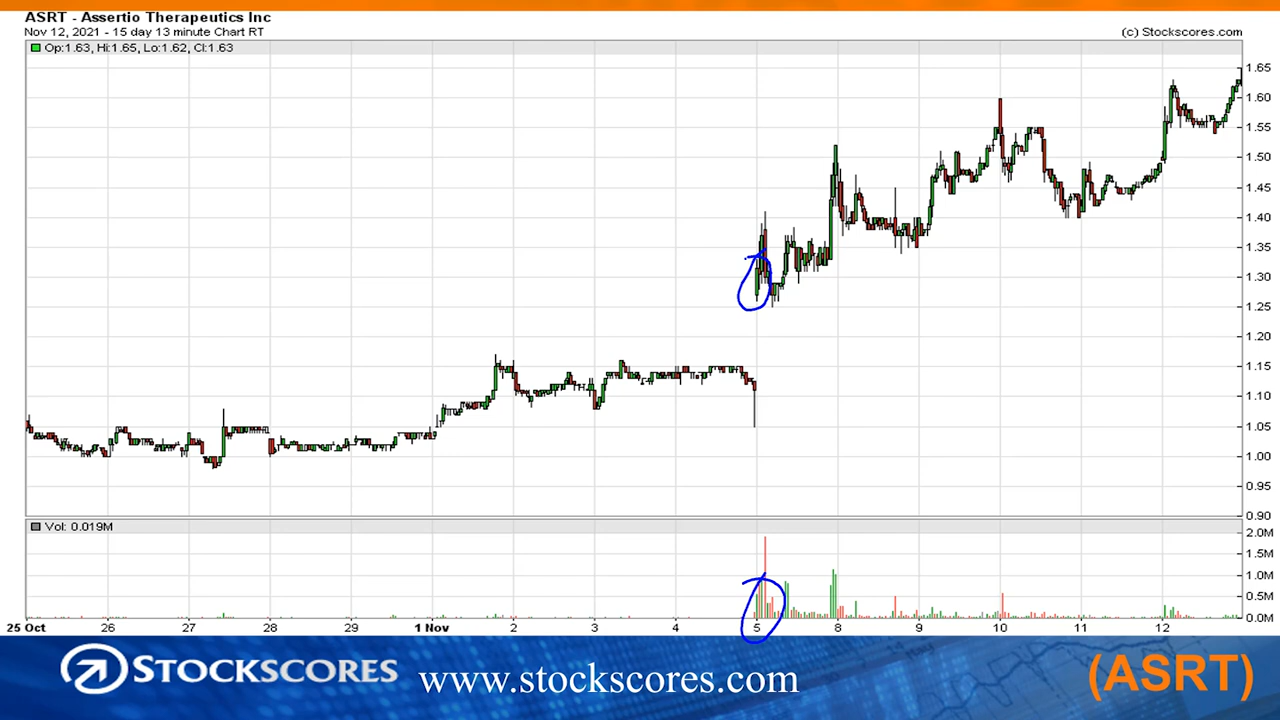 ASRT - Assertio Therapeutics Inc
Nov 12, 2021 - 15 day 13 minute Chart RT
(c) Stockscores.com
Op:1.63, Hi:1.65, Lo:1.62, Cl:1.63
1.65
1.60
1.55
1.50
1.45
1.40
1.35
1.30
1.25
1.20
1.15
1.10
1.05
1.00
0.95
0.90
Vol: 0.019M
2.0M
1.5M
1.0M
0.5M
0.0M
25 Oct 26 27 28 29 1 Nov 2 3 4 5 8 9 10 11 12
STOCKSCORES www.stockscores.com (ASRT)